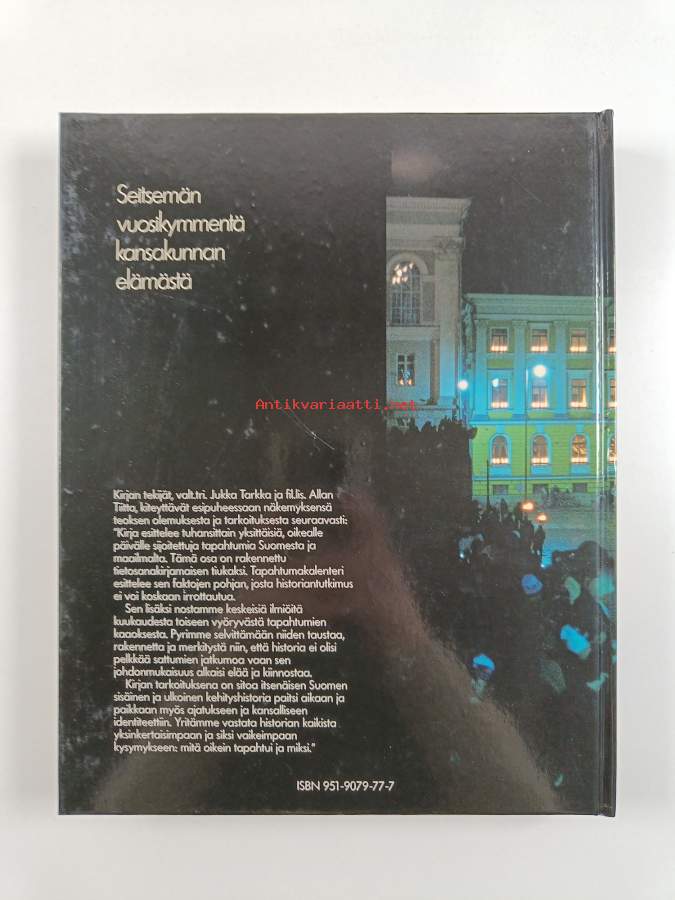 Seitsemän
vuosikymmentä
kansakunnan
elämästä
Antikvariaatti.net
Kirjan tekijät, valt.tri. Jukka Tarkka ja fil.lis. Allan
Tiitta, kiteyttävät esipuheessaan näkemyksensä
teoksen olemuksesta ja tarkoituksesta seuraavasti:
"Kirja esittelee tuhansittain yksittäisiä, oikealle
päivälle sijoitettuja tapahtumia Suomesta ja
maailmalta. Tämä osa on rakennettu
tietosanakirjamaisen tiukaksi. Tapahtumakalenteri
esittelee sen faktojen pohjan, josta historiantutkimus
ei voi koskaan irrottautua.
Sen lisäksi nostamme keskeisiä ilmiöitä
kuukaudesta toiseen vyöryvästä tapahtumien
kaaoksesta. Pyrimme selvittämään niiden taustaa,
rakennetta ja merkitystä niin, että historia ei olisi
pelkkää sattumien jatkumoa vaan sen
johdonmukaisuus alkaisi elää ja kiinnostaa.
Kirjan tarkoituksena on sitoa itsenäisen Suomen
sisäinen ja ulkoinen kehityshistoria paitsi aikaan ja
paikkaan myös ajatukseen ja kansalliseen
identiteettiin. Yritämme vastata historian kaikista
yksinkertaisimpaan ja siksi vaikeimpaan
kysymykseen: mitä oikein tapahtui ja miksi."
ISBN 951-9079-77-7